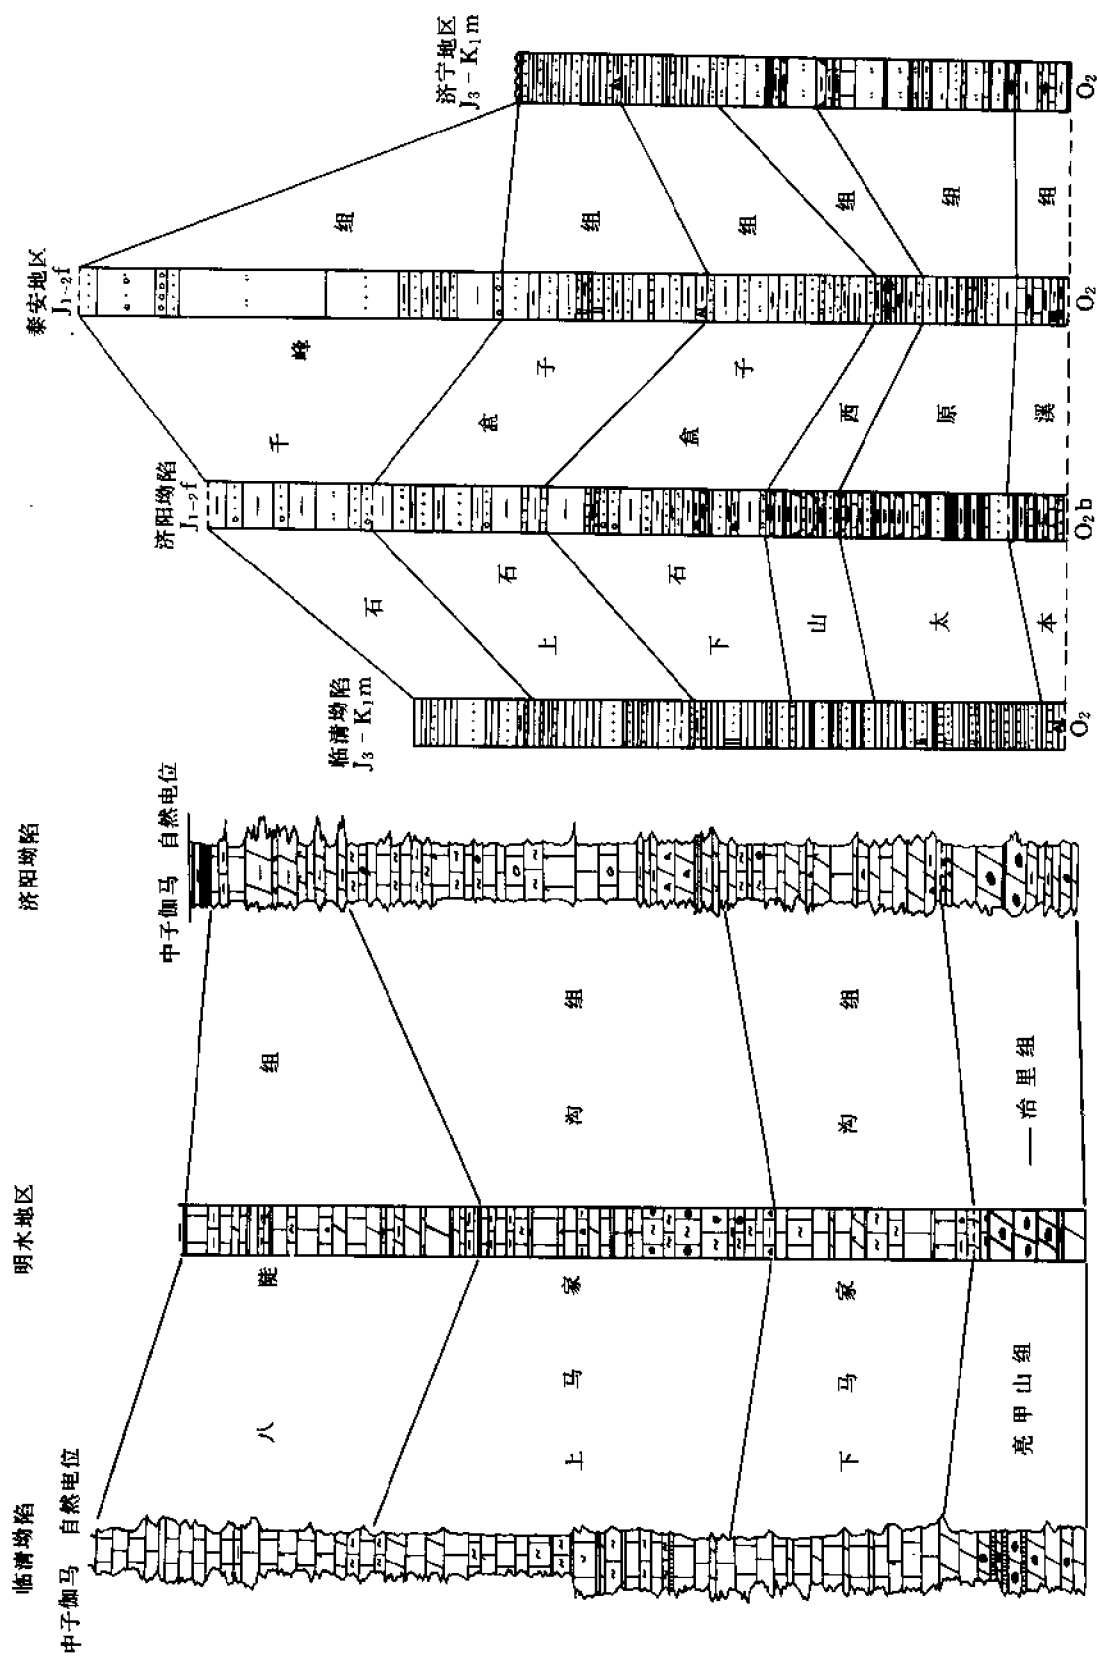 临清坳陷
中子伽马 自然电位
明水地区
济阳坳陷
中子伽马 自然电位
八陡组
上马家沟组
下马家沟组
亮甲山组—冶里组
临清坳陷
J₃－K₁m
济阳坳陷
J₁₋₂f
泰安地区
J₁₋₂f
济宁地区
J₃－K₁m
石千峰组
上石盒子组
下石盒子组
山西组
太原组
本溪组
O₂
O₂b
O₂
O₂